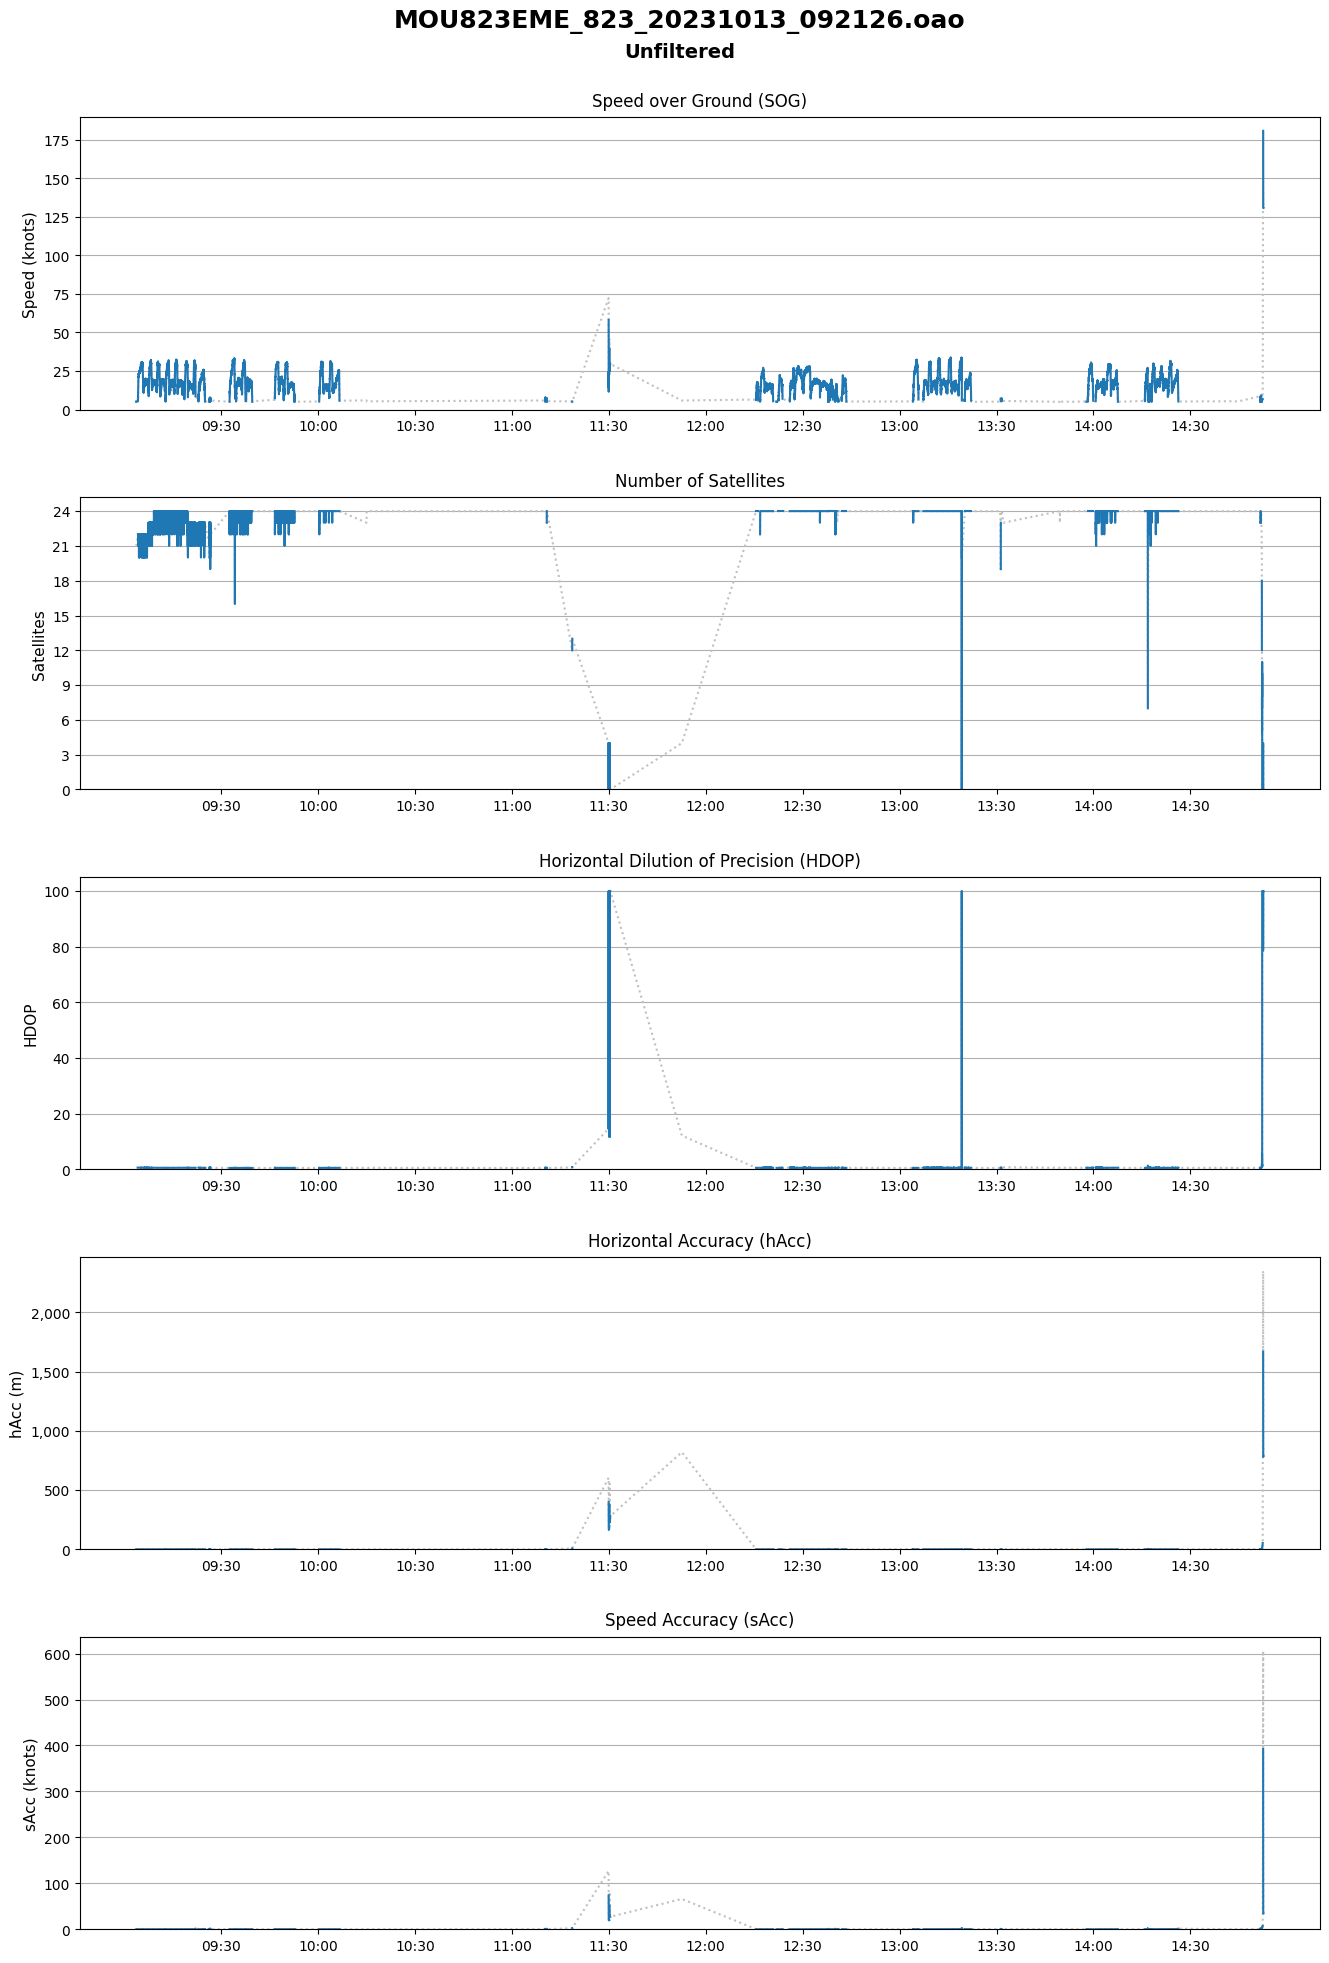 MOU823EME_823_20231013_092126.oao
Unfiltered
Speed over Ground (SOG)
Speed (knots)
175
150
125
100
75
50
25
0
09:30 10:00 10:30 11:00 11:30 12:00 12:30 13:00 13:30 14:00 14:30
Number of Satellites
Satellites
24
21
18
15
12
9
6
3
0
09:30 10:00 10:30 11:00 11:30 12:00 12:30 13:00 13:30 14:00 14:30
Horizontal Dilution of Precision (HDOP)
HDOP
100
80
60
40
20
0
09:30 10:00 10:30 11:00 11:30 12:00 12:30 13:00 13:30 14:00 14:30
Horizontal Accuracy (hAcc)
hAcc (m)
2,000
1,500
1,000
500
0
09:30 10:00 10:30 11:00 11:30 12:00 12:30 13:00 13:30 14:00 14:30
Speed Accuracy (sAcc)
sAcc (knots)
600
500
400
300
200
100
0
09:30 10:00 10:30 11:00 11:30 12:00 12:30 13:00 13:30 14:00 14:30